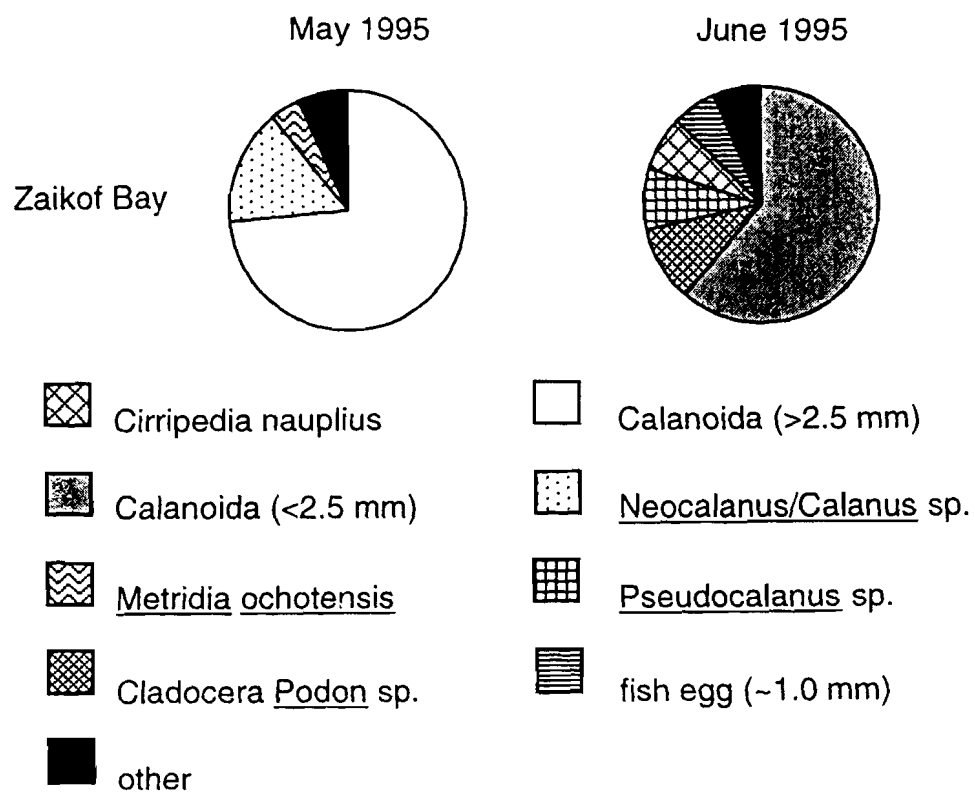 May 1995
June 1995
Zaikof Bay
Cirripedia nauplius
Calanoida (>2.5 mm)
Calanoida (<2.5 mm)
Neocalanus/Calanus sp.
Metridia ochotensis
Pseudocalanus sp.
Cladocera Podon sp.
fish egg (~1.0 mm)
other